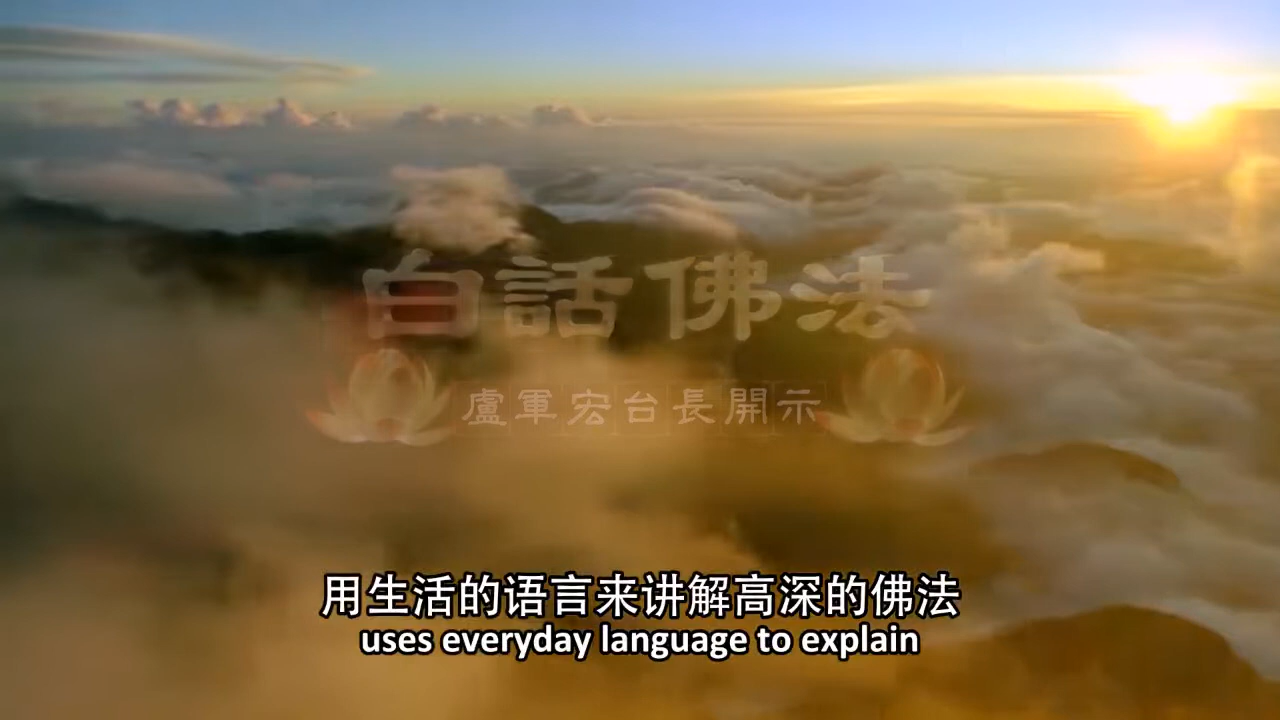 白話佛法
盧軍宏台長開示
用生活的语言来讲解高深的佛法
uses everyday language to explain